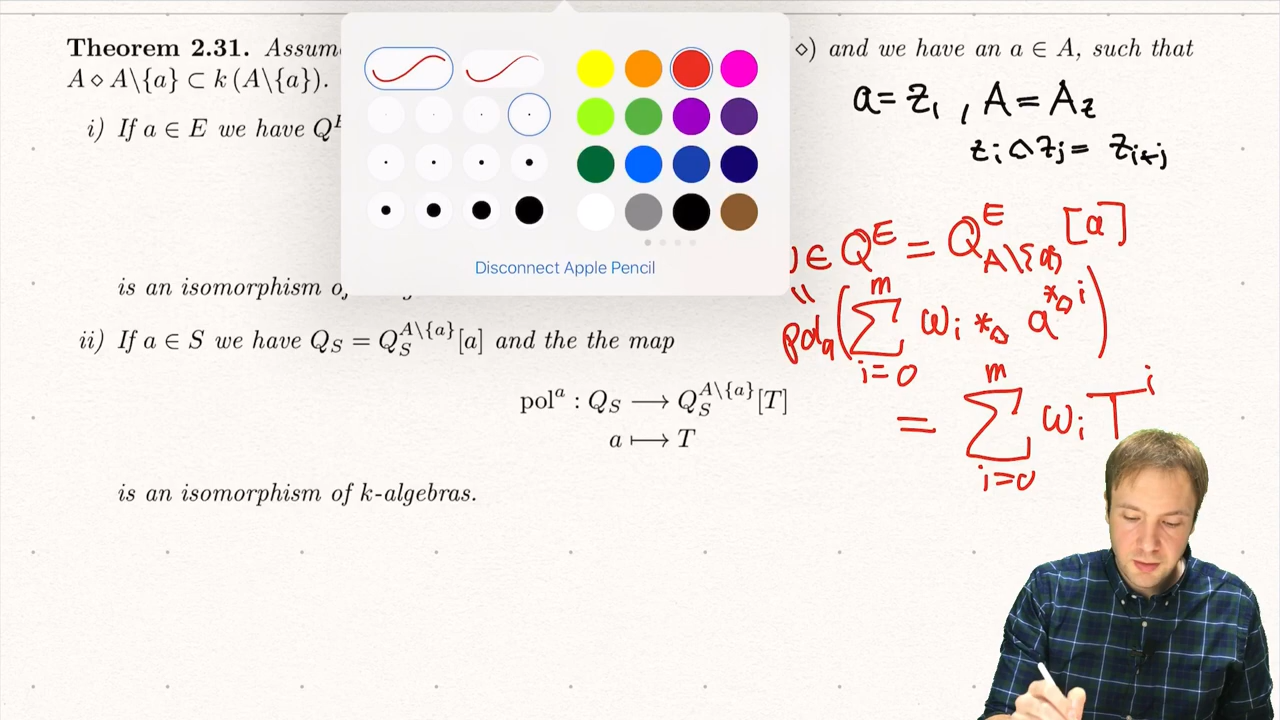 Theorem 2.31. Assum ⋄) and we have an a ∈ A, such that
A ⋄ A\{a} ⊂ k (A\{a}).
a = z₁ , A = A_z
i) If a ∈ E we have Q^E
z_i ⋄ z_j = z_{i+j}
∈ Q^E = Q^E_{A\{a}} [a]
is an isomorphism o
pol_a ( Σ_{i=0}^{m} w_i *_⋄ a^{*_⋄ i} )
ii) If a ∈ S we have Q_S = Q_S^{A\{a}}[a] and the the map
pol^a : Q_S ⟶ Q_S^{A\{a}}[T]
= Σ_{i=0}^{m} w_i T^i
a ⟼ T
is an isomorphism of k-algebras.
Disconnect Apple Pencil